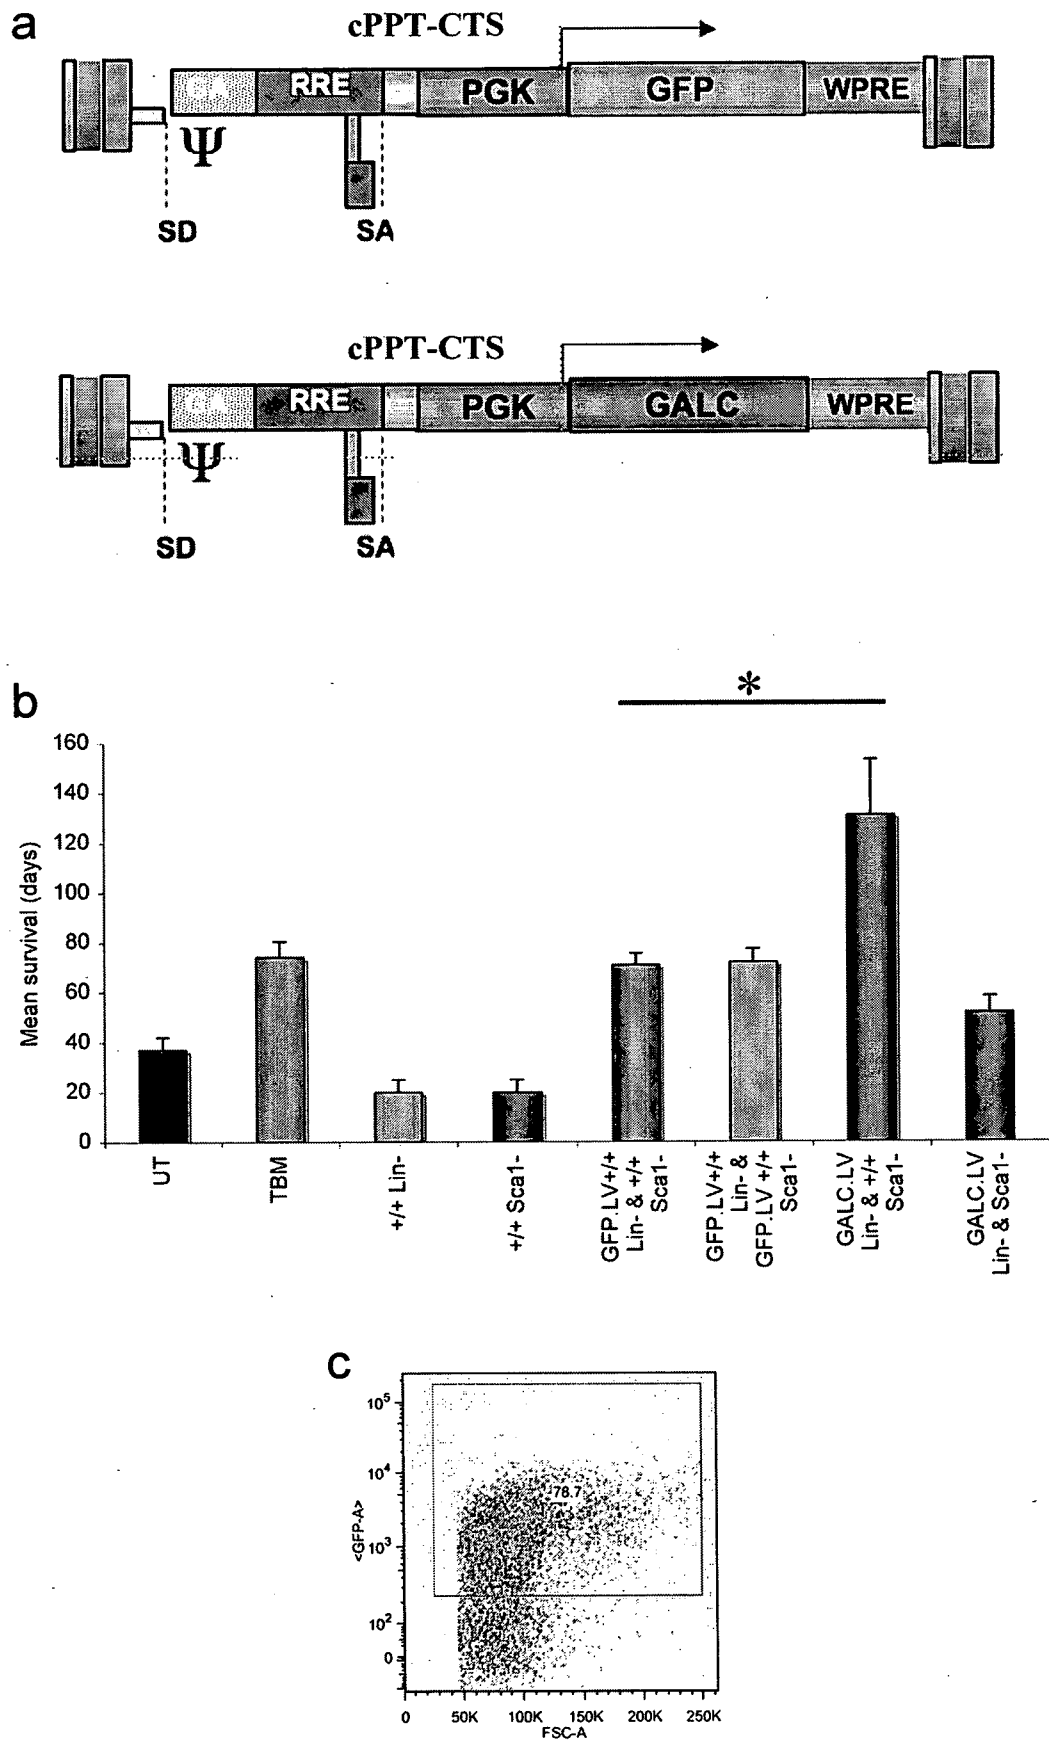 a
cPPT-CTS
GA RRE PGK GFP WPRE
Ψ
SD SA
cPPT-CTS
GA RRE PGK GALC WPRE
Ψ
SD SA
b
*
160
140
120
100
80
60
40
20
0
Mean survival (days)
UT
TBM
+/+ Lin-
+/+ Sca1-
GFP.LV+/+
Lin- & +/+
Sca1-
GFP.LV+/+
Lin- &
GFP.LV +/+
Sca1-
GALC.LV
Lin- & +/+
Sca1-
GALC.LV
Lin- & Sca1-
c
10⁵
10⁴
10³
10²
0
<GFP-A>
78.7
0 50K 100K 150K 200K 250K
FSC-A